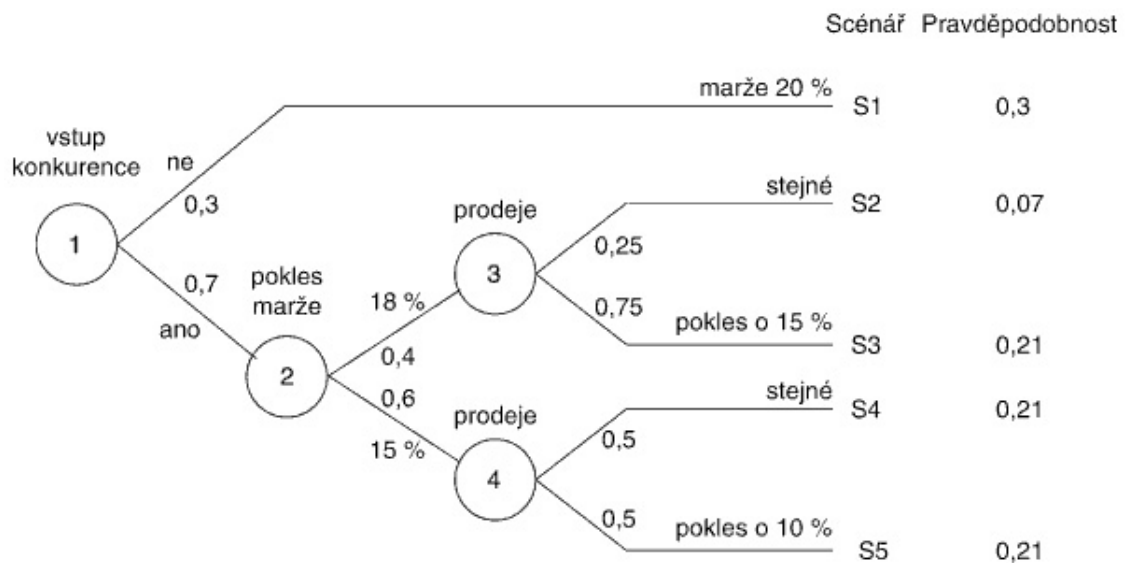 Scénář Pravděpodobnost
marže 20 % S1 0,3
vstup
konkurence
ne
0,3
1
0,7
ano
pokles
marže
2
18 %
0,4
0,6
15 %
prodeje
3
stejné S2 0,07
0,25
0,75
pokles o 15 % S3 0,21
prodeje
4
stejné S4 0,21
0,5
0,5
pokles o 10 % S5 0,21